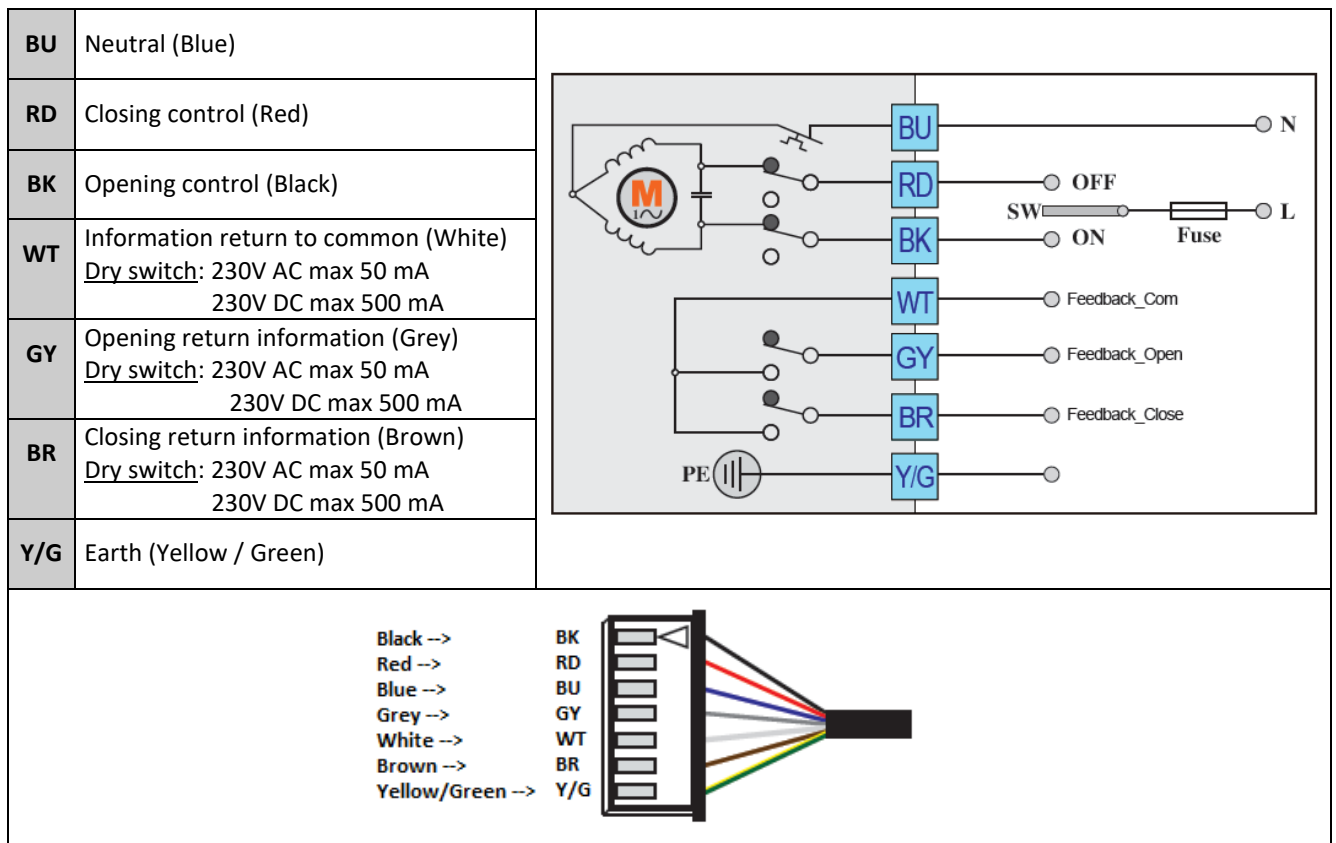 BU Neutral (Blue)
RD Closing control (Red)
BK Opening control (Black)
WT Information return to common (White)
Dry switch: 230V AC max 50 mA
230V DC max 500 mA
GY Opening return information (Grey)
Dry switch: 230V AC max 50 mA
230V DC max 500 mA
BR Closing return information (Brown)
Dry switch: 230V AC max 50 mA
230V DC max 500 mA
Y/G Earth (Yellow / Green)
BU N
M
1
RD OFF
SW L
Fuse
BK ON
WT Feedback_Com
GY Feedback_Open
BR Feedback_Close
PE Y/G
Black --> BK
Red --> RD
Blue --> BU
Grey --> GY
White --> WT
Brown --> BR
Yellow/Green --> Y/G